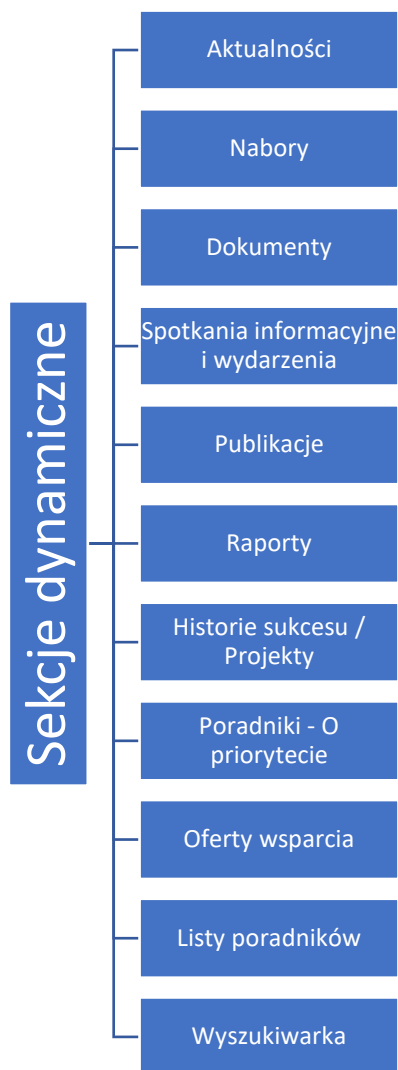 Sekcje dynamiczne
Aktualności
Nabory
Dokumenty
Spotkania informacyjne
i wydarzenia
Publikacje
Raporty
Historie sukcesu /
Projekty
Poradniki - O
priorytecie
Oferty wsparcia
Listy poradników
Wyszukiwarka